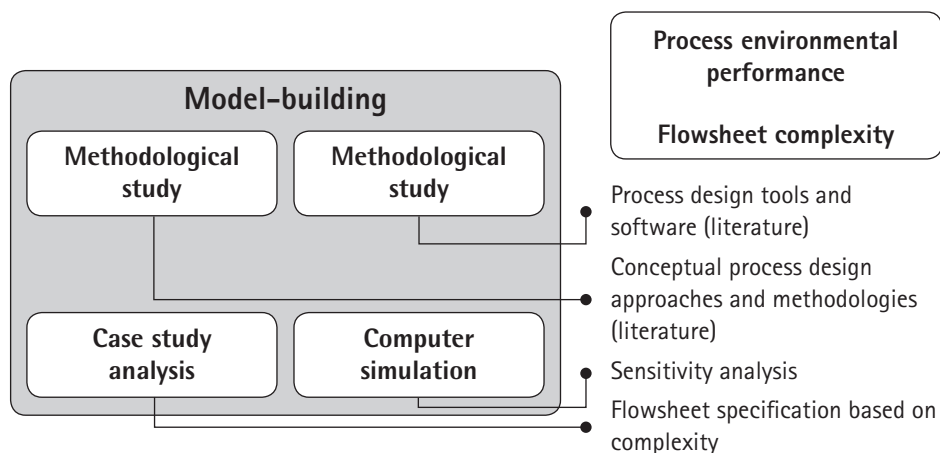 Process environmental
performance
Flowsheet complexity
Model-building
Methodological
study
Methodological
study
Case study
analysis
Computer
simulation
Process design tools and
software (literature)
Conceptual process design
approaches and methodologies
(literature)
Sensitivity analysis
Flowsheet specification based on
complexity